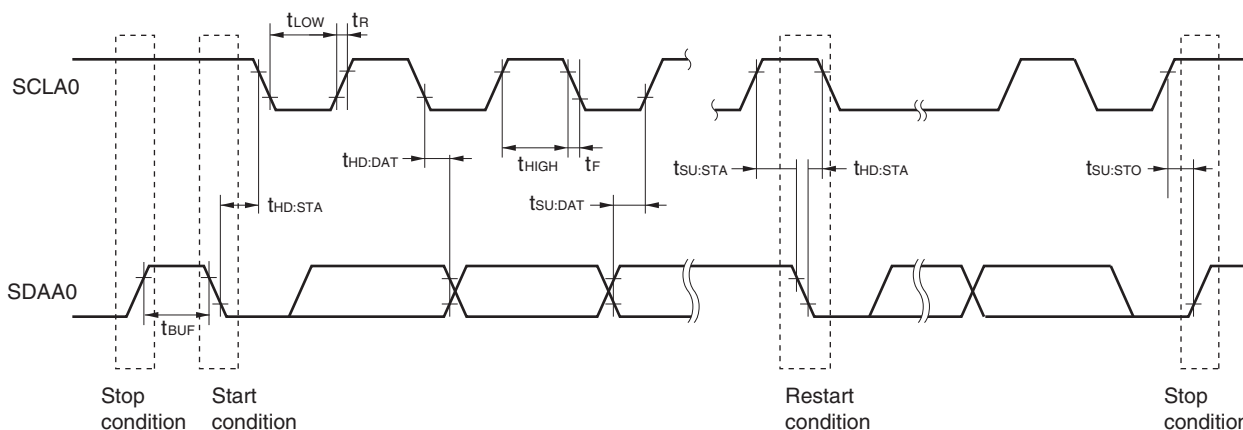 tLOW
tR
SCLA0
tHD:DAT
tHIGH
tF
tSU:STA
tHD:STA
tSU:STO
tHD:STA
tSU:DAT
SDAA0
tBUF
Stop
condition
Start
condition
Restart
condition
Stop
condition